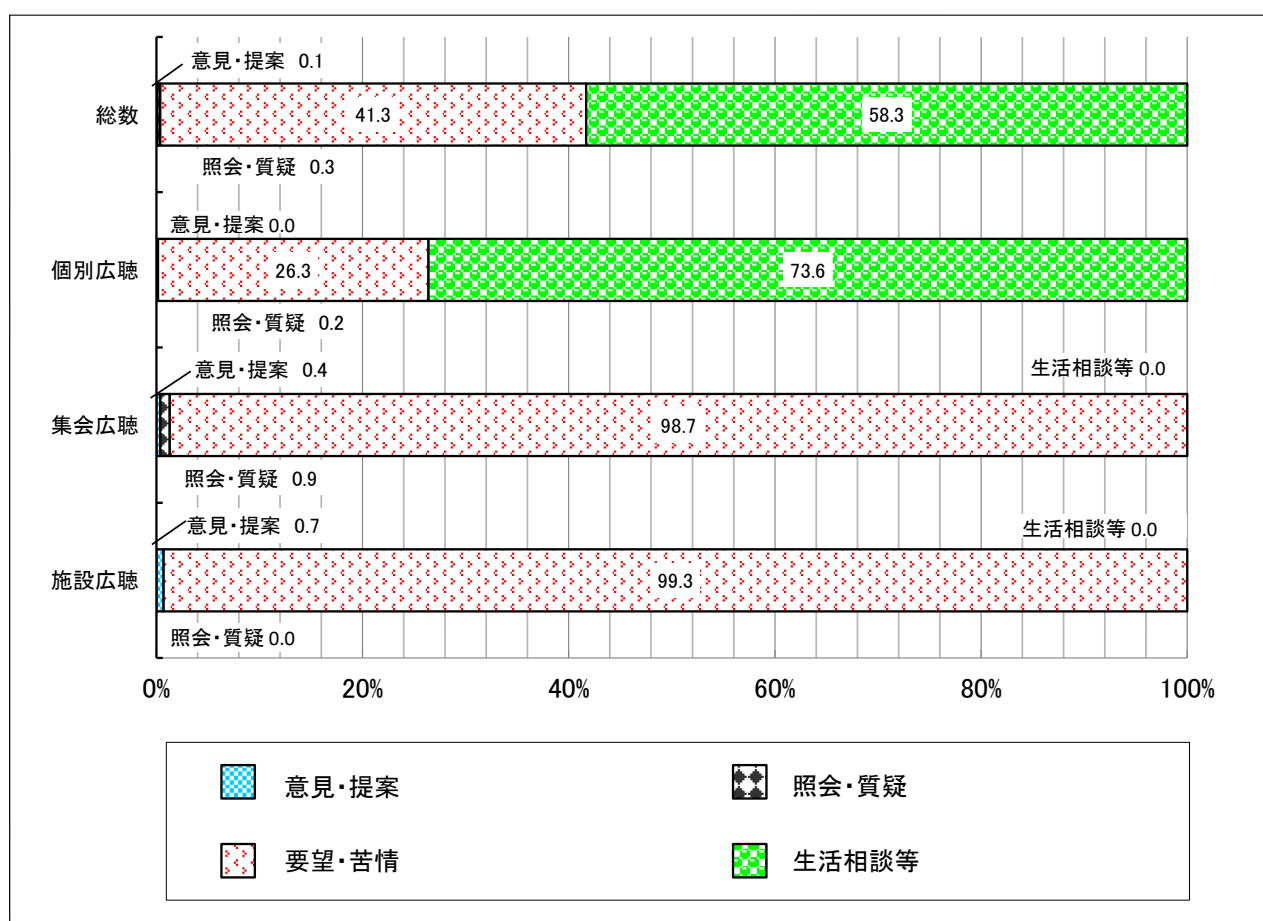 意見・提案 0.1
総数 41.3 58.3
照会・質疑 0.3
意見・提案 0.0
個別広聴 26.3 73.6
照会・質疑 0.2
意見・提案 0.4 生活相談等 0.0
集会広聴 98.7
照会・質疑 0.9
意見・提案 0.7 生活相談等 0.0
施設広聴 99.3
照会・質疑 0.0
0% 20% 40% 60% 80% 100%
意見・提案 照会・質疑
要望・苦情 生活相談等